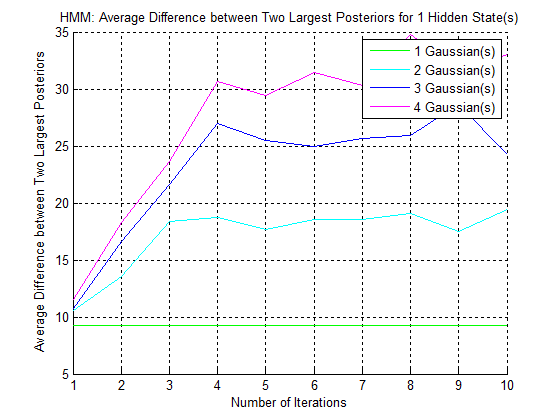 HMM: Average Difference between Two Largest Posteriors for 1 Hidden State(s)
35
30
25
20
15
10
5
Average Difference between Two Largest Posteriors
1 Gaussian(s)
2 Gaussian(s)
3 Gaussian(s)
4 Gaussian(s)
1 2 3 4 5 6 7 8 9 10
Number of Iterations